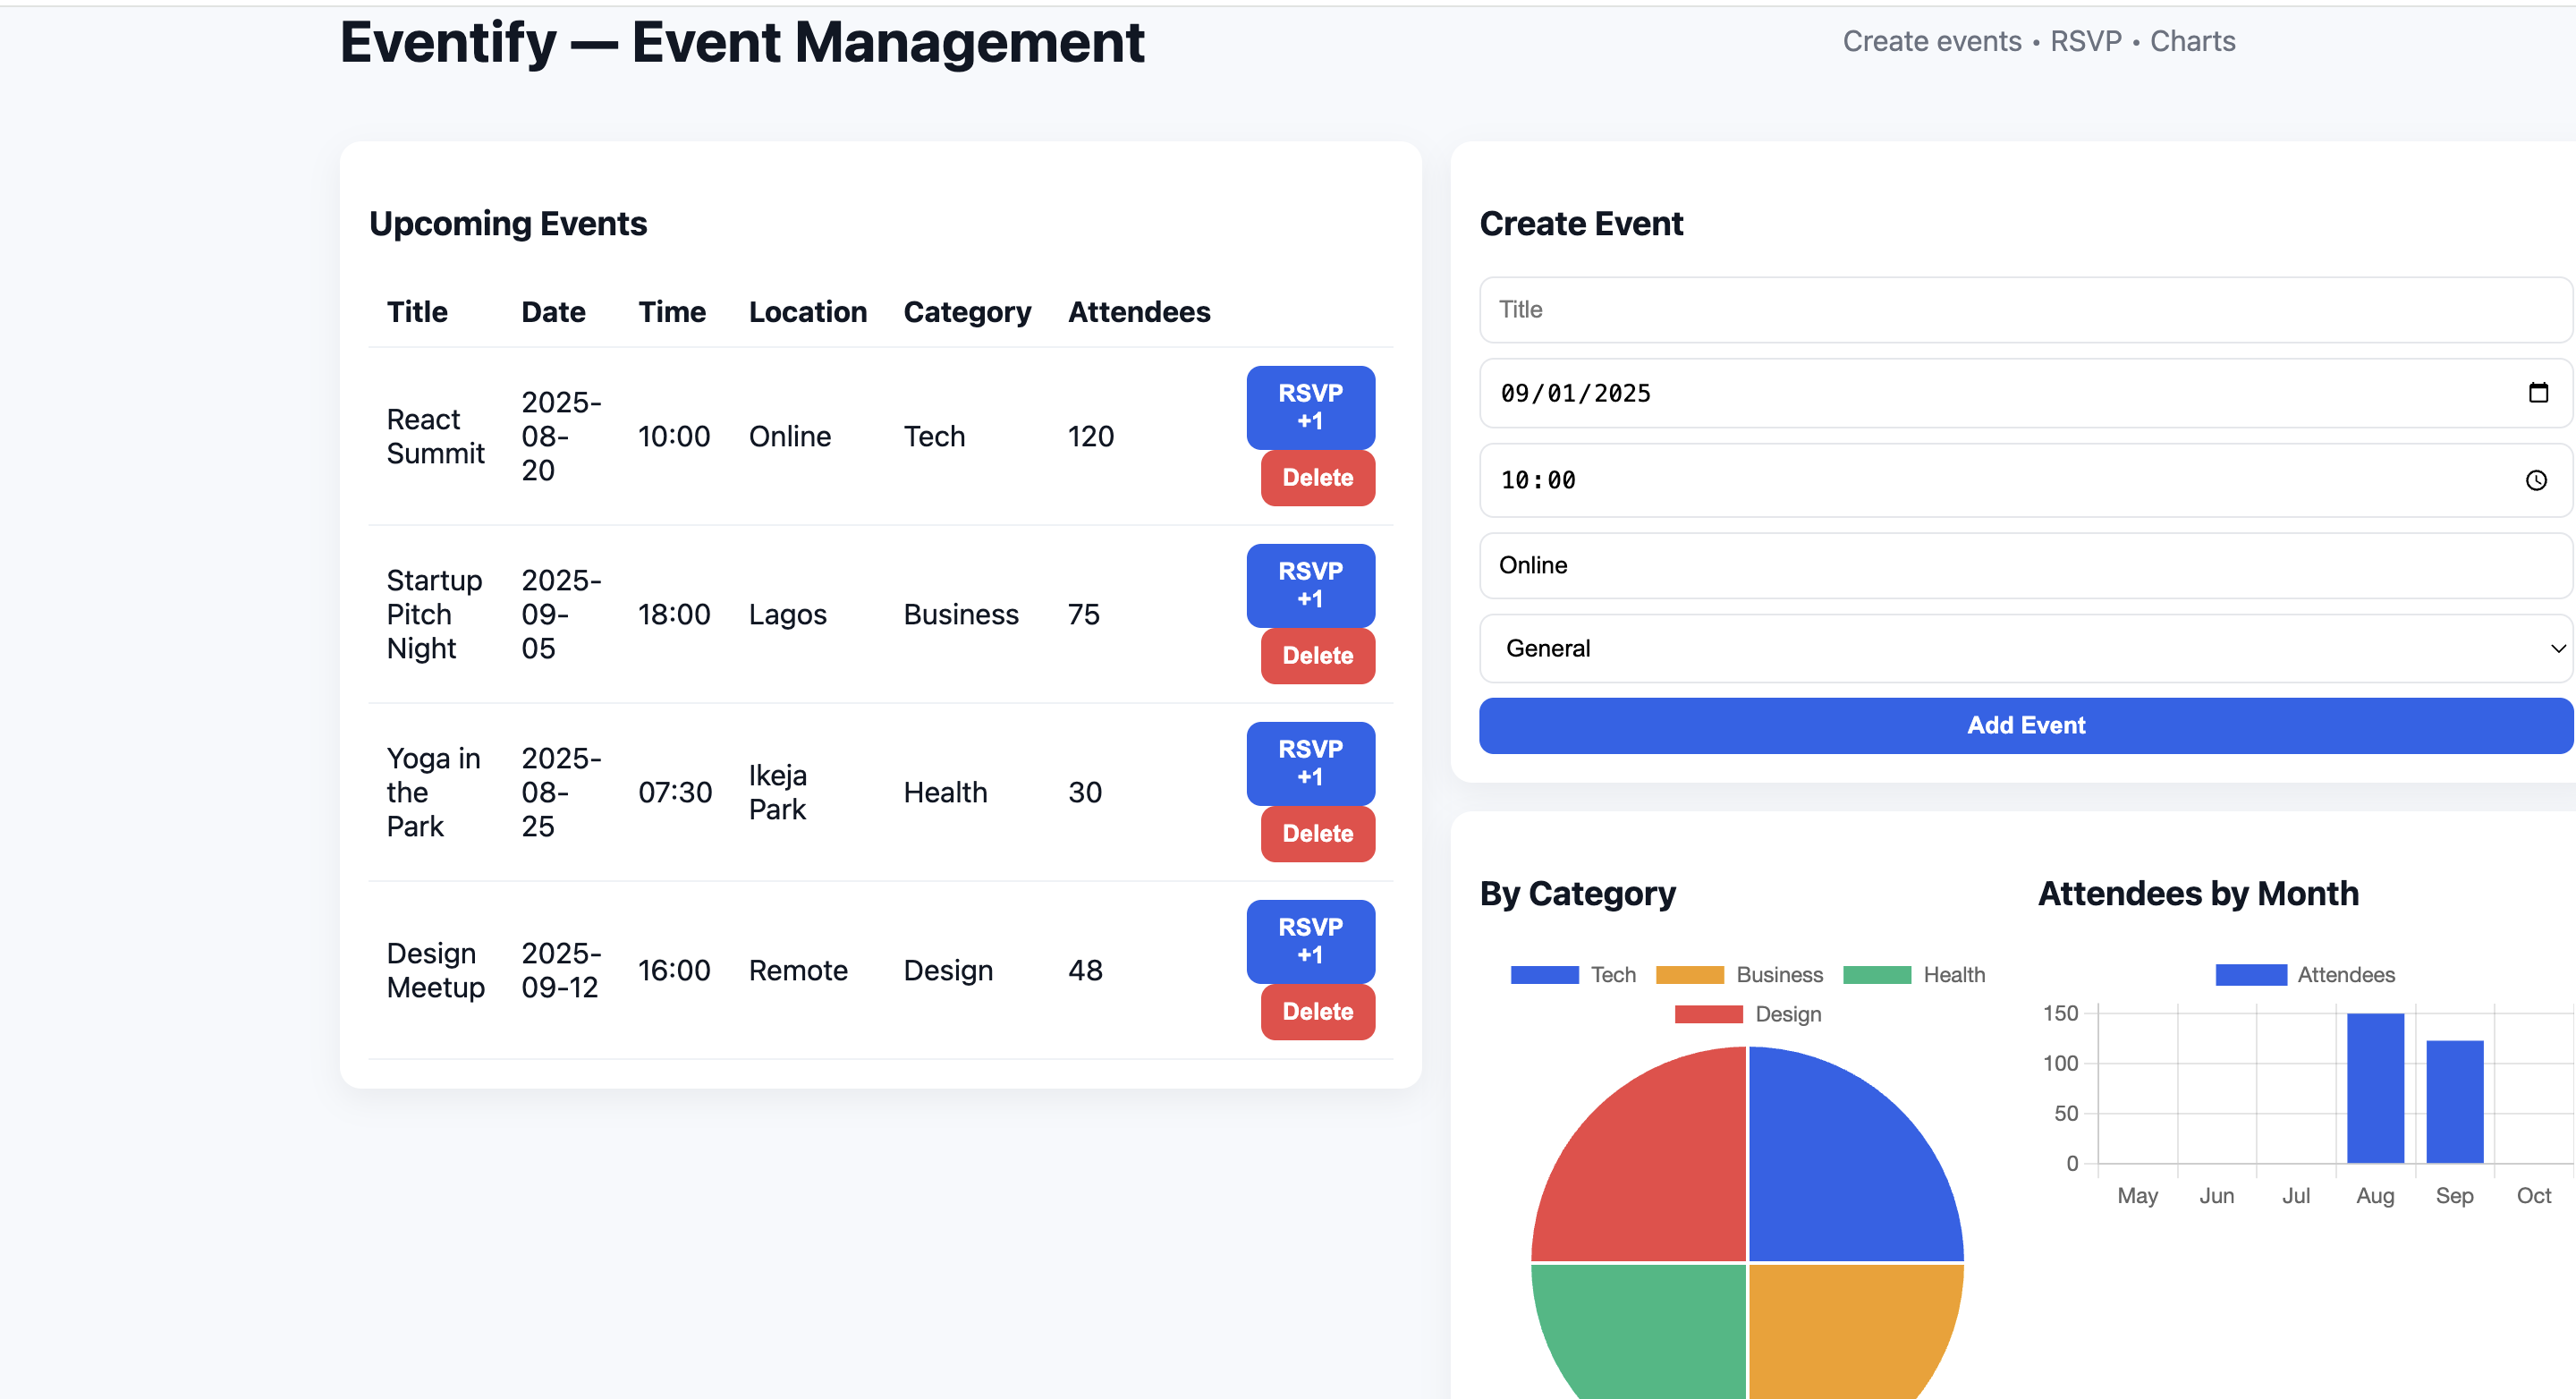 Eventify — Event Management
Create events • RSVP • Charts
Upcoming Events
Title Date Time Location Category Attendees
React
Summit
2025-
08-
20
10:00
Online
Tech
120
RSVP
+1
Delete
Startup
Pitch
Night
2025-
09-
05
18:00
Lagos
Business
75
RSVP
+1
Delete
Yoga in
the
Park
2025-
08-
25
07:30
Ikeja
Park
Health
30
RSVP
+1
Delete
Design
Meetup
2025-
09-12
16:00
Remote
Design
48
RSVP
+1
Delete
Create Event
Title
09/01/2025
10:00
Online
General
Add Event
By Category
Tech Business Health
Design
Attendees by Month
Attendees
150
100
50
0
May Jun Jul Aug Sep Oct